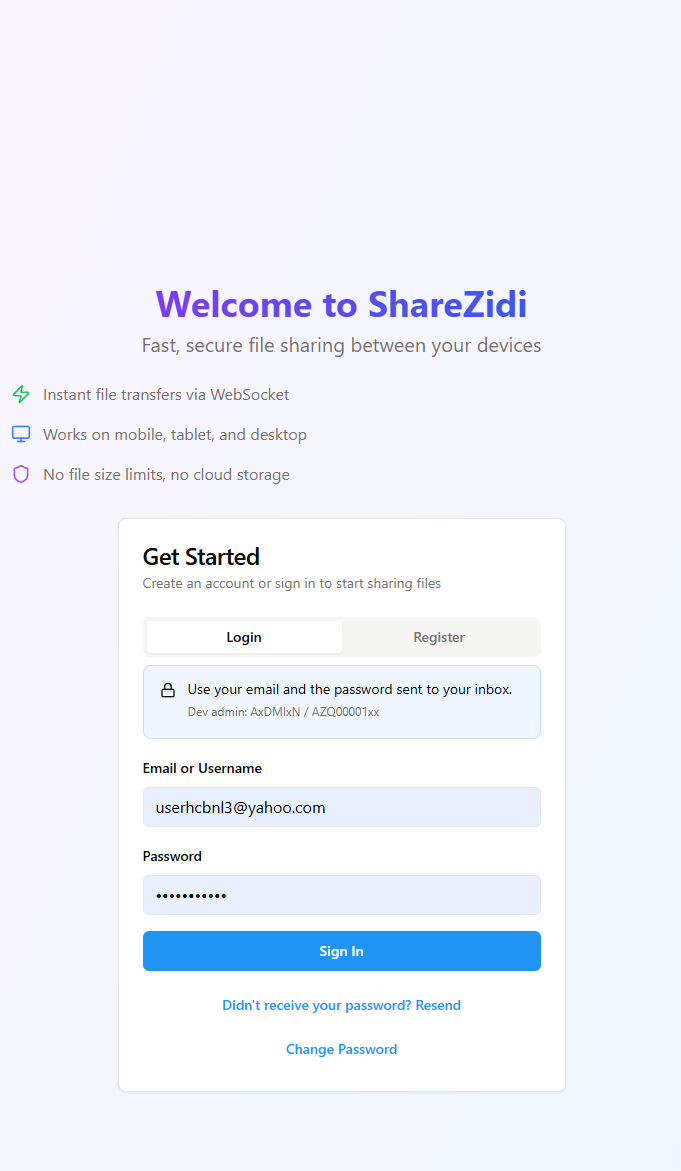 Welcome to ShareZidi
Fast, secure file sharing between your devices
Instant file transfers via WebSocket
Works on mobile, tablet, and desktop
No file size limits, no cloud storage
Get Started
Create an account or sign in to start sharing files
Login
Register
Use your email and the password sent to your inbox.
Dev admin: AxDMIxN / AZQ00001xx
Email or Username
userhcbnl3@yahoo.com
Password
•••••••••••
Sign In
Didn't receive your password? Resend
Change Password